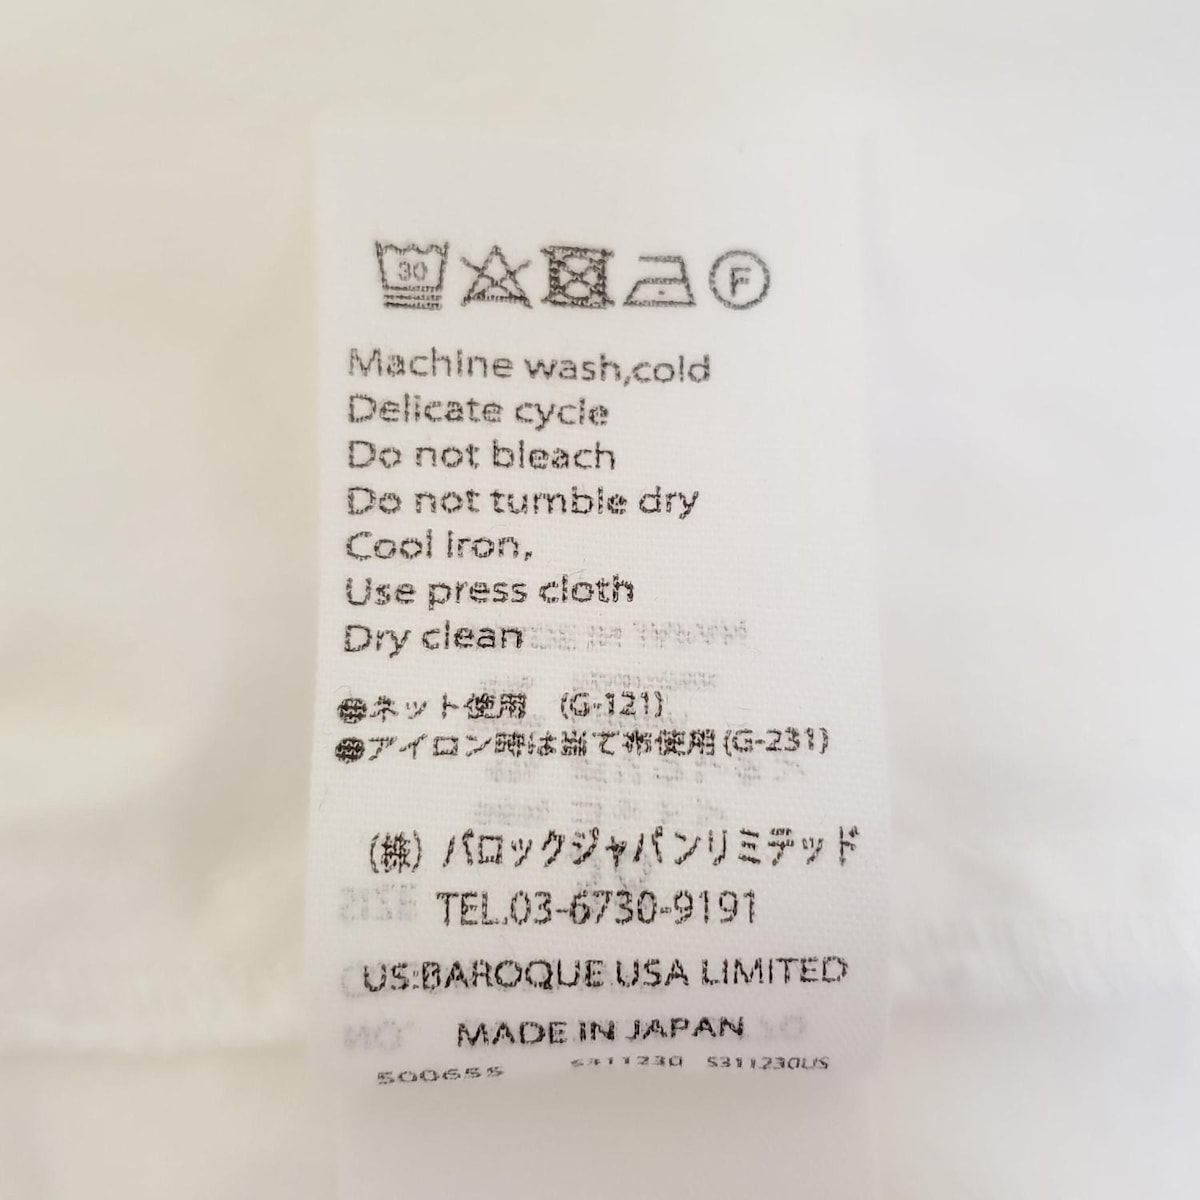 30
F
Machine wash,cold
Delicate cycle
Do not bleach
Do not tumble dry
Cool iron,
Use press cloth
Dry clean
●ネット使用 (G-121)
●アイロン時は当て布使用(G-231)
(株) バロックジャパンリミテッド
TEL.03-6730-9191
US:BAROQUE USA LIMITED
MADE IN JAPAN
500655 S311230 S311230US